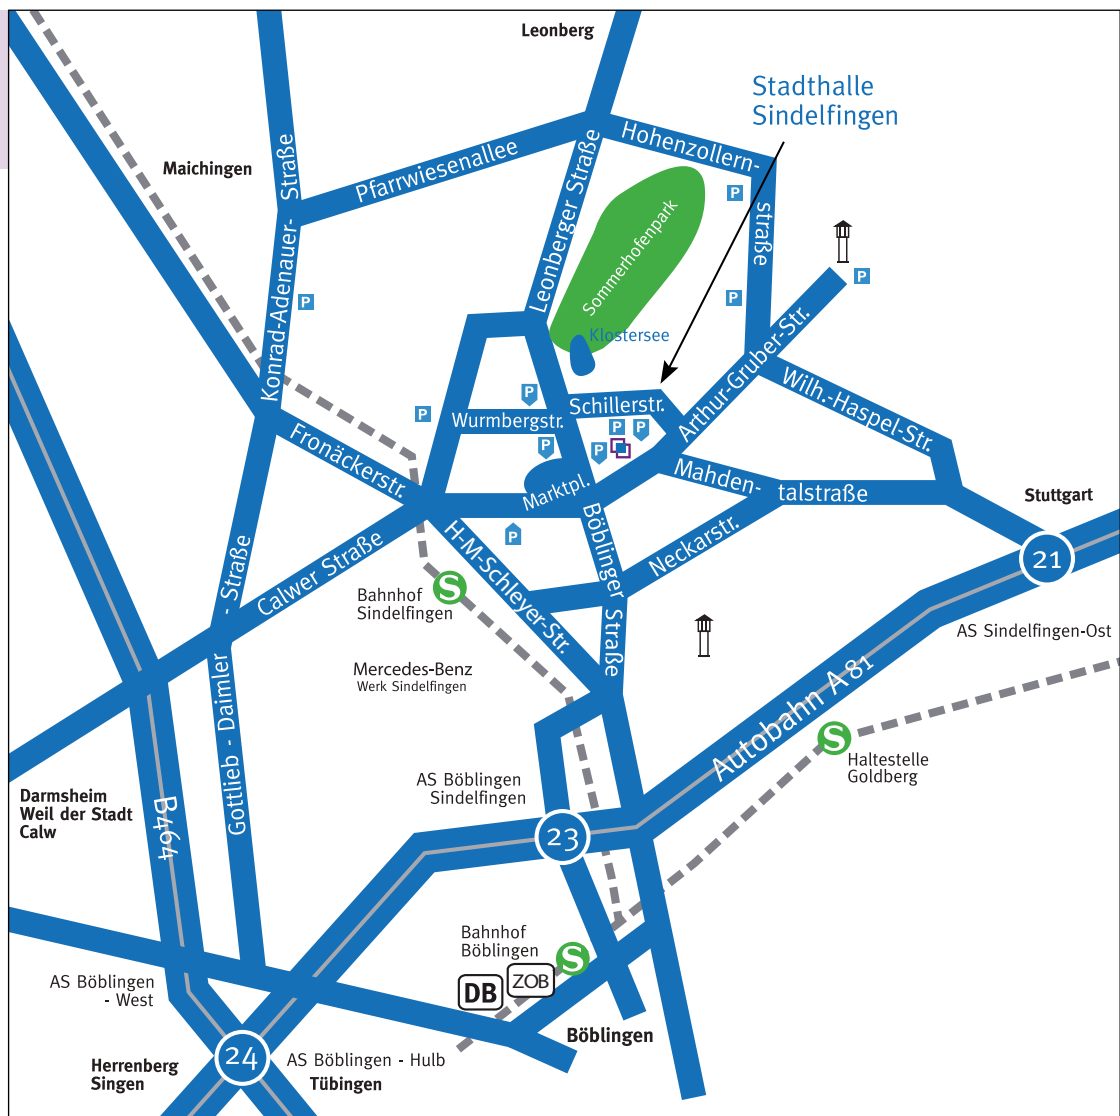 Leonberg
Stadthalle
Sindelfingen
Hohenzollern-
straße
Maichingen
Pfarrwiesenallee
Konrad-Adenauer- Straße
Leonberger Straße
Sommerhofenpark
Klostersee
P
P
P
P
P
P
P
P
P
P
P
P
Arthur-Gruber-Str.
Wilh.-Haspel-Str.
Schillerstr.
Wurmbergstr.
Fronäckerstr.
Marktpl.
Mahden-
talstraße
Stuttgart
Neckarstr.
Böblinger Straße
H-M-Schleyer-Str.
Calwer Straße
Gottlieb - Daimler - Straße
21
AS Sindelfingen-Ost
Bahnhof
Sindelfingen
S
Mercedes-Benz
Werk Sindelfingen
Autobahn A 81
S
Haltestelle
Goldberg
AS Böblingen
Sindelfingen
23
Darmsheim
Weil der Stadt
Calw
B464
Bahnhof
Böblingen
S
DB
ZOB
AS Böblingen
- West
Böblingen
24
AS Böblingen - Hulb
Herrenberg
Singen
Tübingen